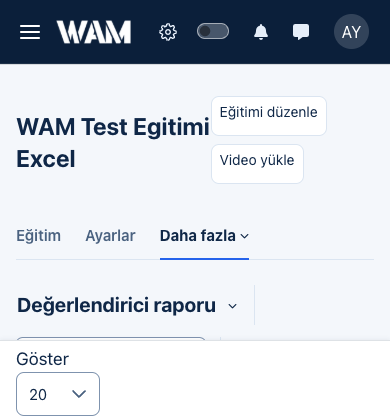 WAM
AY
WAM Test Egitimi
Excel
Eğitimi düzenle
Video yükle
Eğitim
Ayarlar
Daha fazla
Değerlendirici raporu
Göster
20